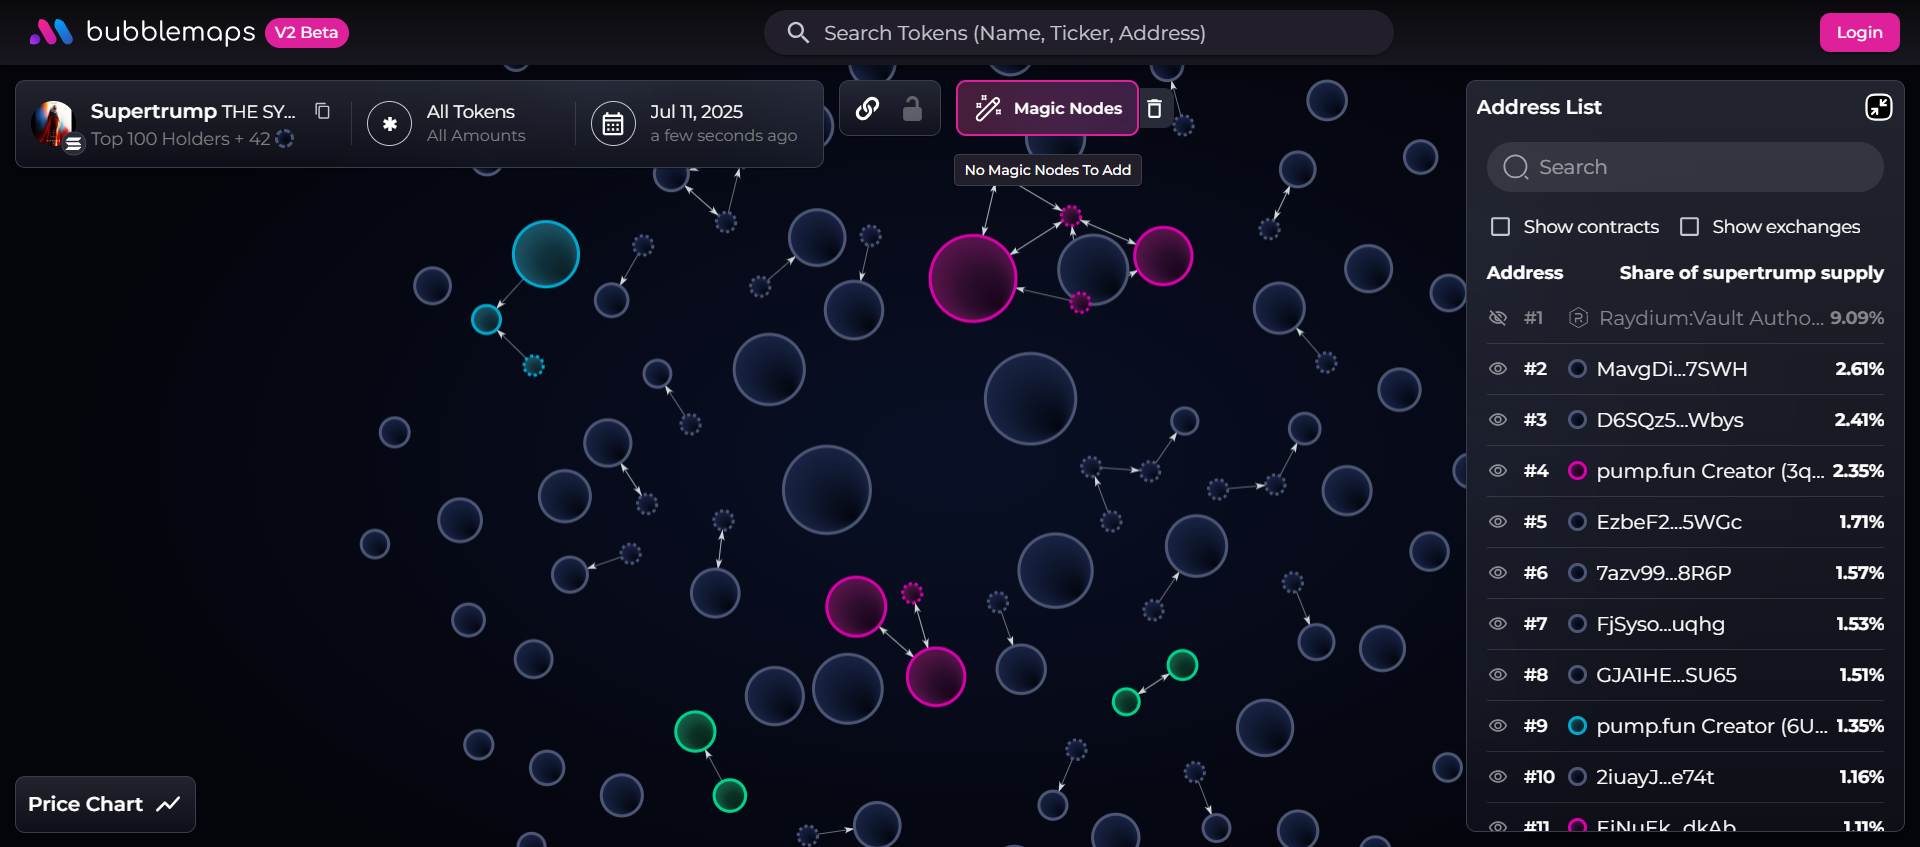 bubblemaps V2 Beta
Search Tokens (Name, Ticker, Address)
Login
Supertrump THE SY...
Top 100 Holders + 42
All Tokens
All Amounts
Jul 11, 2025
a few seconds ago
Magic Nodes
No Magic Nodes To Add
Address List
Search
Show contracts
Show exchanges
Address Share of supertrump supply
#1 Raydium:Vault Autho... 9.09%
#2 MavgDi...7SWH 2.61%
#3 D6SQz5...Wbys 2.41%
#4 pump.fun Creator (3q... 2.35%
#5 EzbeF2...5WGc 1.71%
#6 7azv99...8R6P 1.57%
#7 FjSyso...uqhg 1.53%
#8 GJA1HE...SU65 1.51%
#9 pump.fun Creator (6U... 1.35%
#10 2iuayJ...e74t 1.16%
#11 1.11%
Price Chart